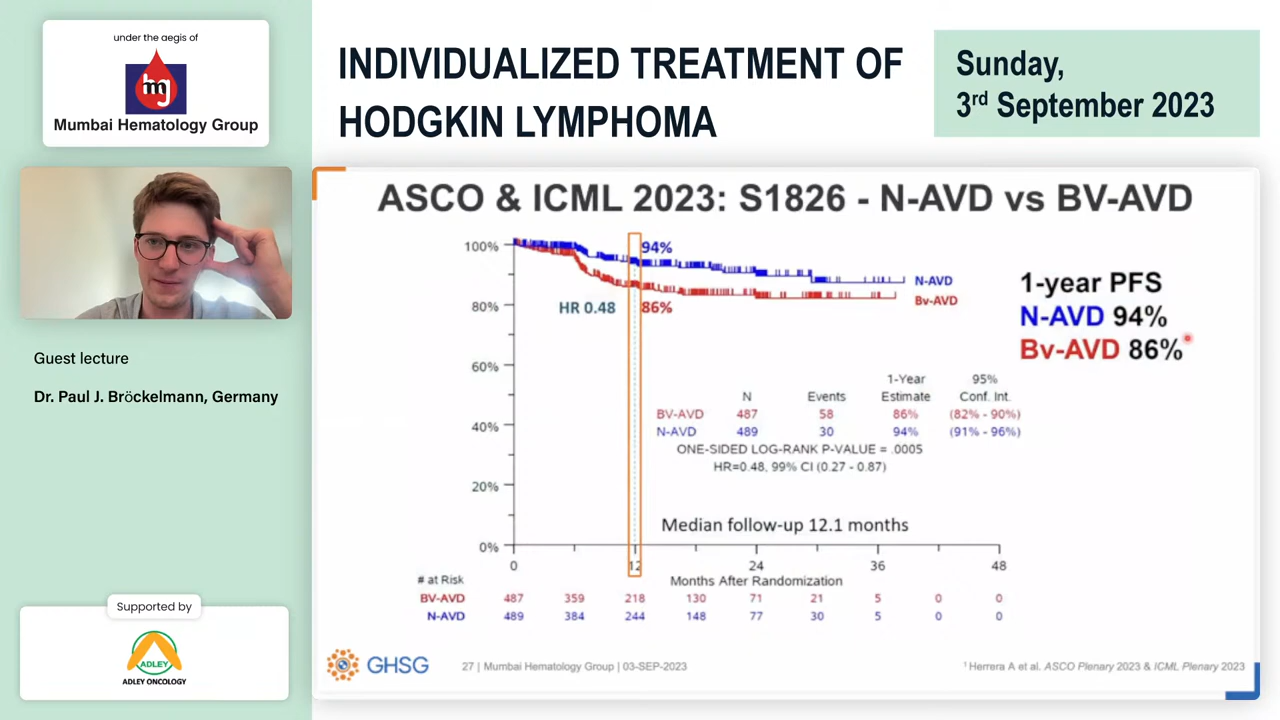 under the aegis of
hmg
Mumbai Hematology Group
INDIVIDUALIZED TREATMENT OF
HODGKIN LYMPHOMA
Sunday,
3rd September 2023
Guest lecture
Dr. Paul J. Bröckelmann, Germany
Supported by
ADLEY
ADLEY ONCOLOGY
ASCO & ICML 2023: S1826 - N-AVD vs BV-AVD
100%
80%
60%
40%
20%
0%
94%
N-AVD
Bv-AVD
HR 0.48
86%
1-year PFS
N-AVD 94%
Bv-AVD 86%
1-Year 95%
N Events Estimate Conf. Int.
BV-AVD 487 58 86% (82% - 90%)
N-AVD 489 30 94% (91% - 96%)
ONE-SIDED LOG-RANK P-VALUE = .0005
HR=0.48, 99% CI (0.27 - 0.87)
Median follow-up 12.1 months
0 12 24 36 48
# at Risk Months After Randomization
BV-AVD 487 359 218 130 71 21 5 0 0
N-AVD 489 384 244 148 77 30 5 0 0
GHSG
27 | Mumbai Hematology Group | 03-SEP-2023
1 Herrera A et al. ASCO Plenary 2023 & ICML Plenary 2023